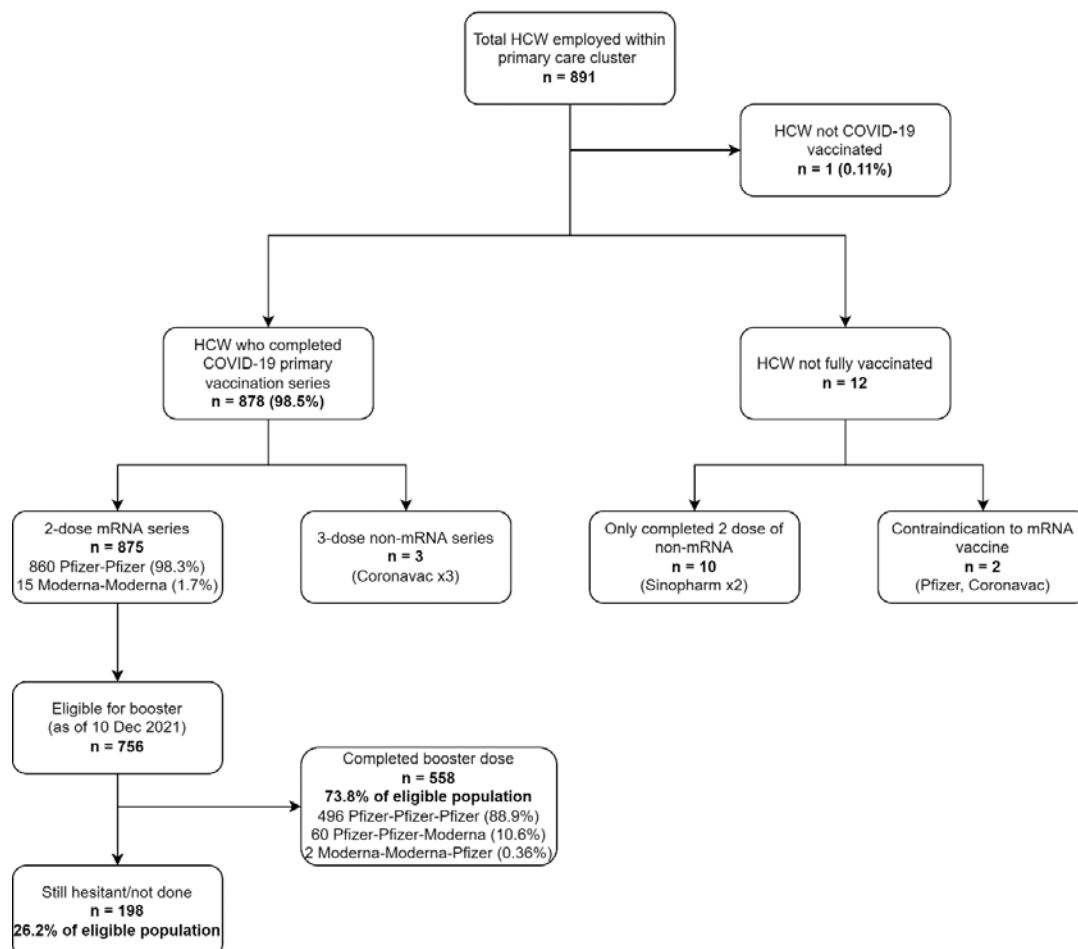 Total HCW employed within
primary care cluster
n = 891
HCW not COVID-19
vaccinated
n = 1 (0.11%)
HCW who completed
COVID-19 primary
vaccination series
n = 878 (98.5%)
HCW not fully vaccinated
n = 12
2-dose mRNA series
n = 875
860 Pfizer-Pfizer (98.3%)
15 Moderna-Moderna (1.7%)
3-dose non-mRNA series
n = 3
(Coronavac x3)
Only completed 2 dose of
non-mRNA
n = 10
(Sinopharm x2)
Contraindication to mRNA
vaccine
n = 2
(Pfizer, Coronavac)
Eligible for booster
(as of 10 Dec 2021)
n = 756
Completed booster dose
n = 558
73.8% of eligible population
496 Pfizer-Pfizer-Pfizer (88.9%)
60 Pfizer-Pfizer-Moderna (10.6%)
2 Moderna-Moderna-Pfizer (0.36%)
Still hesitant/not done
n = 198
26.2% of eligible population